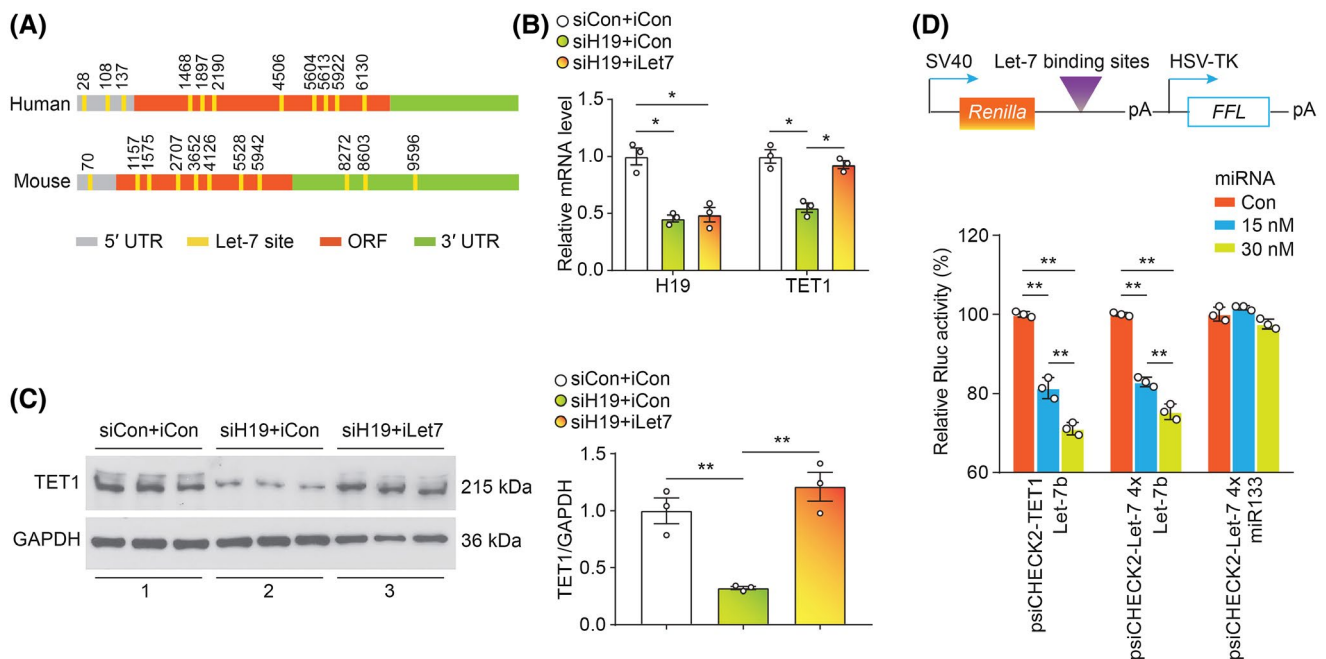 (A)
28 108 137 1468 1897 2190 4506 5604 5613 5922 6130
Human
70 1157 1575 2707 3652 4126 5528 5942 8272 8603 9596
Mouse
5′ UTR Let-7 site ORF 3′ UTR
(B)
siCon+iCon
siH19+iCon
siH19+iLet7
Relative mRNA level
1.5
1.0
0.5
0.0
* * * *
*
H19 TET1
(C)
siCon+iCon siH19+iCon siH19+iLet7
TET1 215 kDa
GAPDH 36 kDa
1 2 3
siCon+iCon
siH19+iCon
siH19+iLet7
TET1/GAPDH
1.5
1.0
0.5
0.0
** **
(D)
SV40 Let-7 binding sites HSV-TK
Renilla pA FFL pA
miRNA
Con
15 nM
30 nM
Relative Rluc activity (%)
120
100
80
60
** **
** **
** **
psiCHECK2-TET1
Let-7b
psiCHECK2-Let-7 4x
Let-7b
psiCHECK2-Let-7 4x
miR133